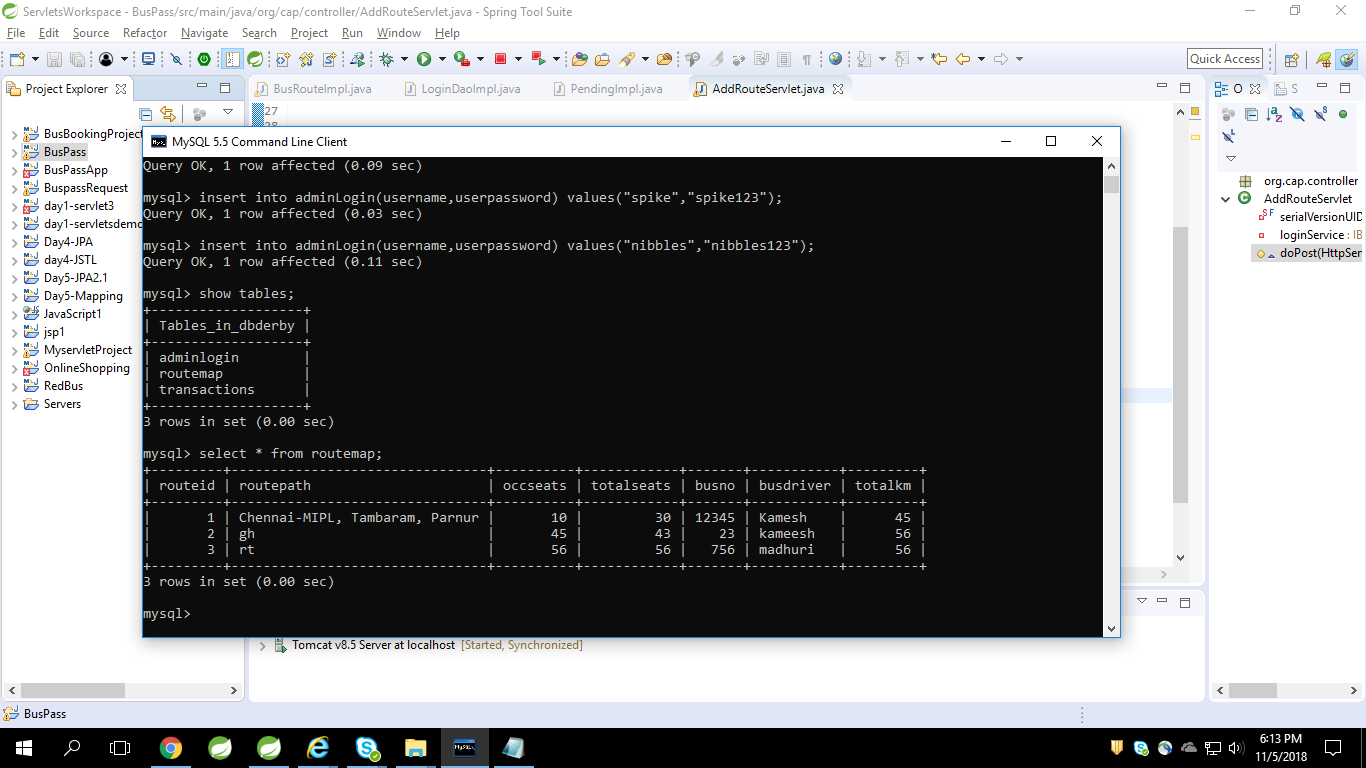 ServletsWorkspace - BusPass/src/main/java/org/cap/controller/AddRouteServlet.java - Spring Tool Suite
File Edit Source Refactor Navigate Search Project Run Window Help
Quick Access
Project Explorer
BusRouteImpl.java LoginDaoImpl.java PendingImpl.java AddRouteServlet.java
O S
27
28
BusBookingProject
BusPass
BusPassApp
BuspassRequest
day1-servlet3
day1-servletsdemo
Day4-JPA
day4-JSTL
Day5-JPA2.1
Day5-Mapping
JavaScript1
jsp1
MyservletProject
OnlineShopping
RedBus
Servers
MySQL 5.5 Command Line Client
Query OK, 1 row affected (0.09 sec)
mysql> insert into adminLogin(username,userpassword) values("spike","spike123");
Query OK, 1 row affected (0.03 sec)
mysql> insert into adminLogin(username,userpassword) values("nibbles","nibbles123");
Query OK, 1 row affected (0.11 sec)
mysql> show tables;
+-------------------+
| Tables_in_dbderby |
+-------------------+
| adminlogin        |
| routemap          |
| transactions      |
+-------------------+
3 rows in set (0.00 sec)
mysql> select * from routemap;
+---------+--------------------------------+----------+------------+-------+-----------+---------+
| routeid | routepath                      | occseats | totalseats | busno | busdriver | totalkm |
+---------+--------------------------------+----------+------------+-------+-----------+---------+
|       1 | Chennai-MIPL, Tambaram, Parnur |       10 |         30 | 12345 | Kamesh    |      45 |
|       2 | gh                             |       45 |         43 |    23 | kameesh   |      56 |
|       3 | rt                             |       56 |         56 |   756 | madhuri   |      56 |
+---------+--------------------------------+----------+------------+-------+-----------+---------+
3 rows in set (0.00 sec)
mysql>
org.cap.controller
AddRouteServlet
serialVersionUID
loginService : IB
doPost(HttpSer
Tomcat v8.5 Server at localhost [Started, Synchronized]
BusPass
6:13 PM
11/5/2018